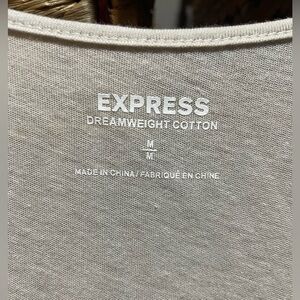 EXPRESS
DREAMWEIGHT COTTON
M
M
MADE IN CHINA/FABRIQUÉ EN CHINE